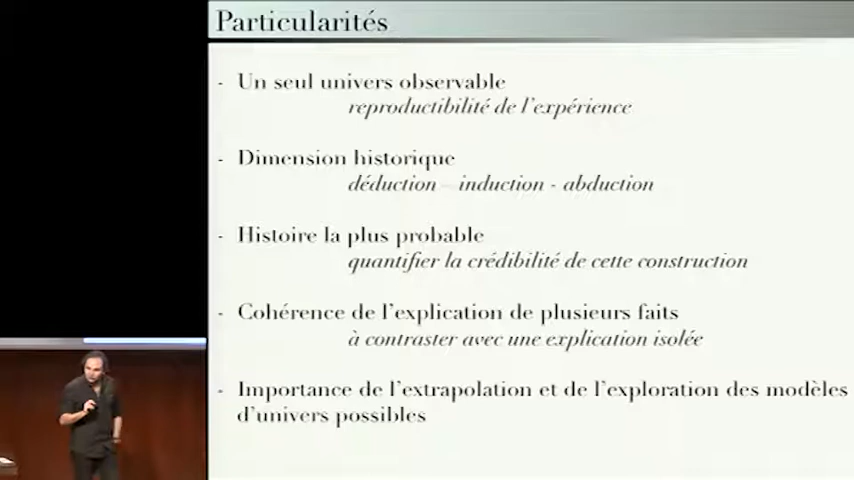 Particularités
- Un seul univers observable
reproductibilité de l'expérience
- Dimension historique
déduction - induction - abduction
- Histoire la plus probable
quantifier la crédibilité de cette construction
- Cohérence de l'explication de plusieurs faits
à contraster avec une explication isolée
- Importance de l'extrapolation et de l'exploration des modèles
d'univers possibles